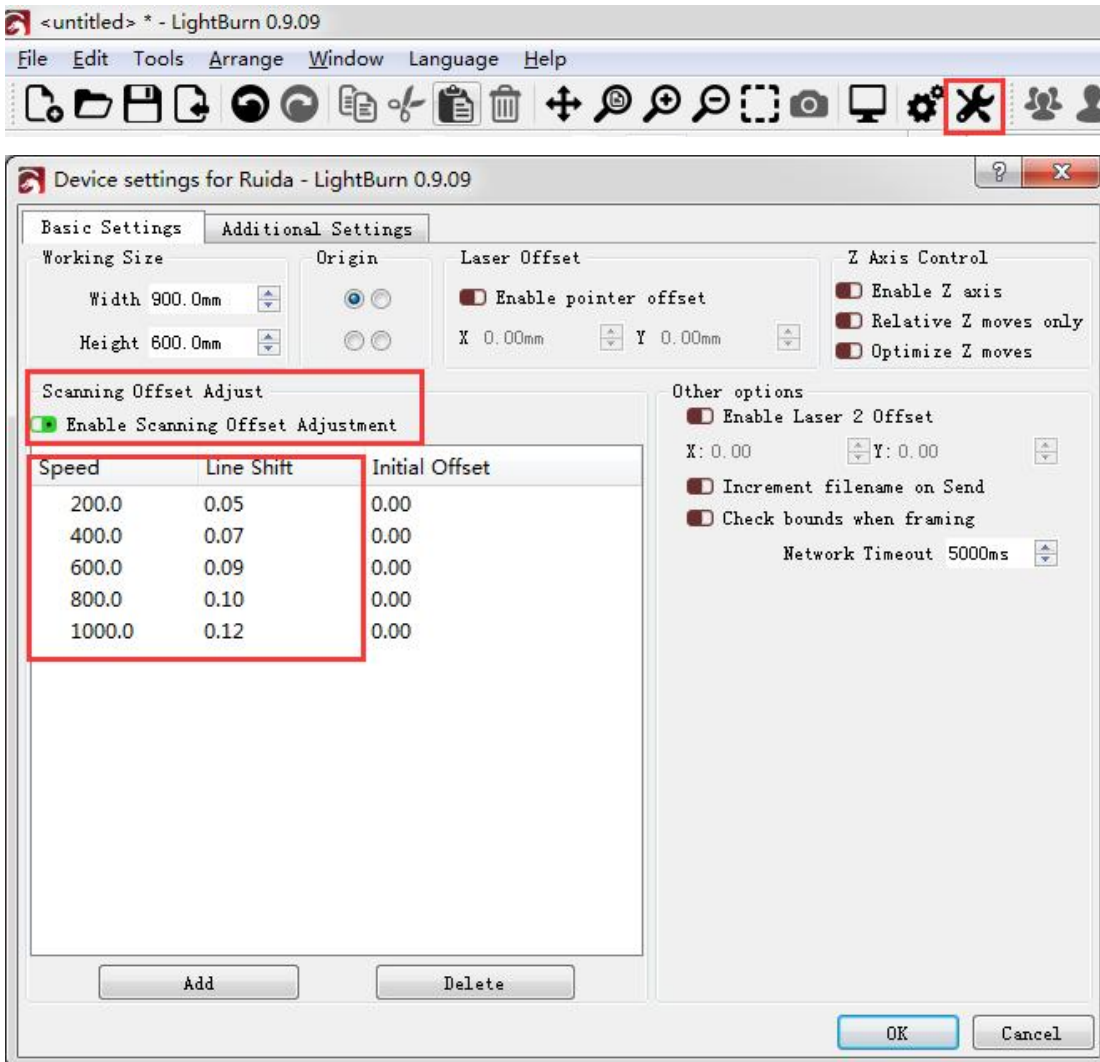 <untitled> * - LightBurn 0.9.09
File Edit Tools Arrange Window Language Help
Device settings for Ruida - LightBurn 0.9.09
Basic Settings Additional Settings
Working Size Origin Laser Offset Z Axis Control
Width 900.0mm Enable pointer offset Enable Z axis
Height 600.0mm X 0.00mm Y 0.00mm Relative Z moves only
Optimize Z moves
Scanning Offset Adjust Other options
Enable Scanning Offset Adjustment Enable Laser 2 Offset
Speed Line Shift Initial Offset X: 0.00 Y: 0.00
200.0 0.05 0.00 Increment filename on Send
400.0 0.07 0.00 Check bounds when framing
600.0 0.09 0.00 Network Timeout 5000ms
800.0 0.10 0.00
1000.0 0.12 0.00
Add Delete
OK Cancel